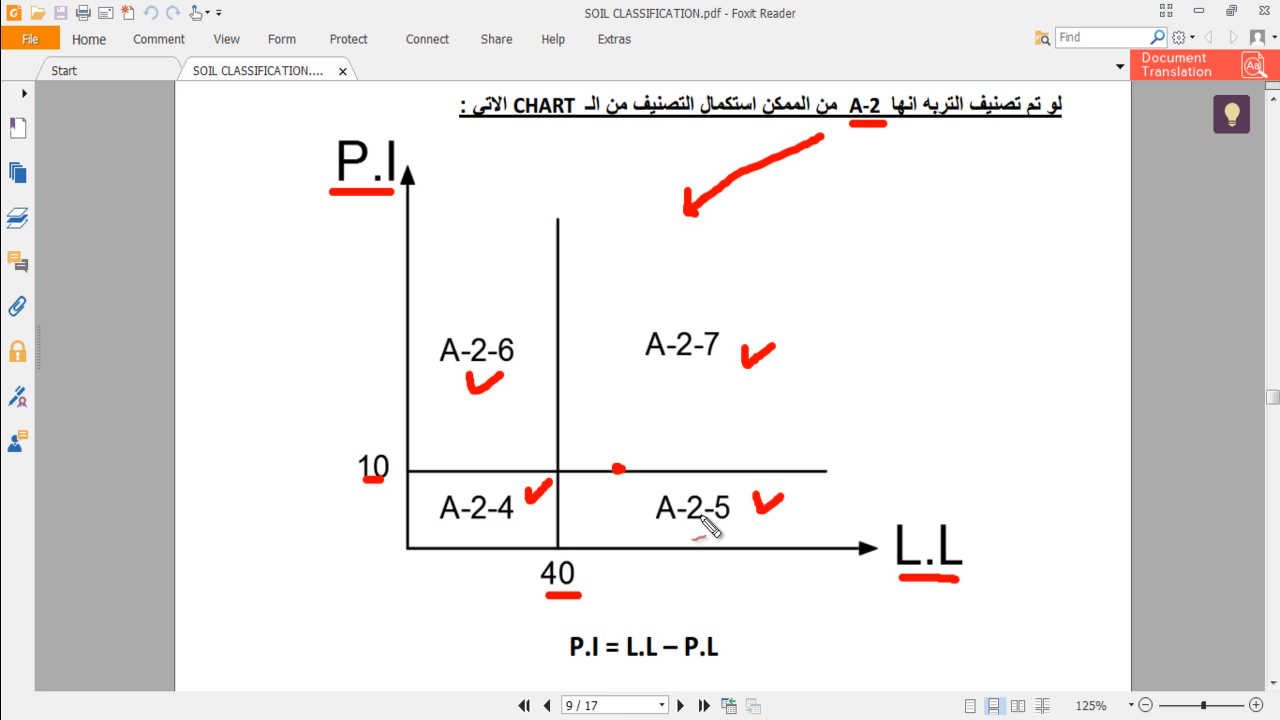 SOIL CLASSIFICATION.pdf - Foxit Reader
File Home Comment View Form Protect Connect Share Help Extras Find
Start SOIL CLASSIFICATION.... Document Translation
لو تم تصنيف التربه انها A-2 من الممكن استكمال التصنيف من الـ CHART الاتي :
P.I
A-2-6 A-2-7
10
A-2-4 A-2-5
L.L
40
P.I = L.L – P.L
9 / 17 125%